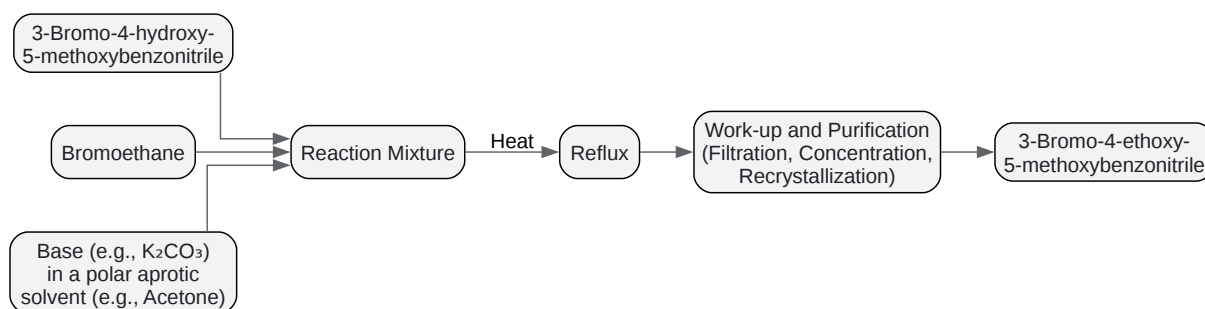 3-Bromo-4-hydroxy-
5-methoxybenzonitrile
Bromoethane
Base (e.g., K₂CO₃)
in a polar aprotic
solvent (e.g., Acetone)
Reaction Mixture
Heat
Reflux
Work-up and Purification
(Filtration, Concentration,
Recrystallization)
3-Bromo-4-ethoxy-
5-methoxybenzonitrile